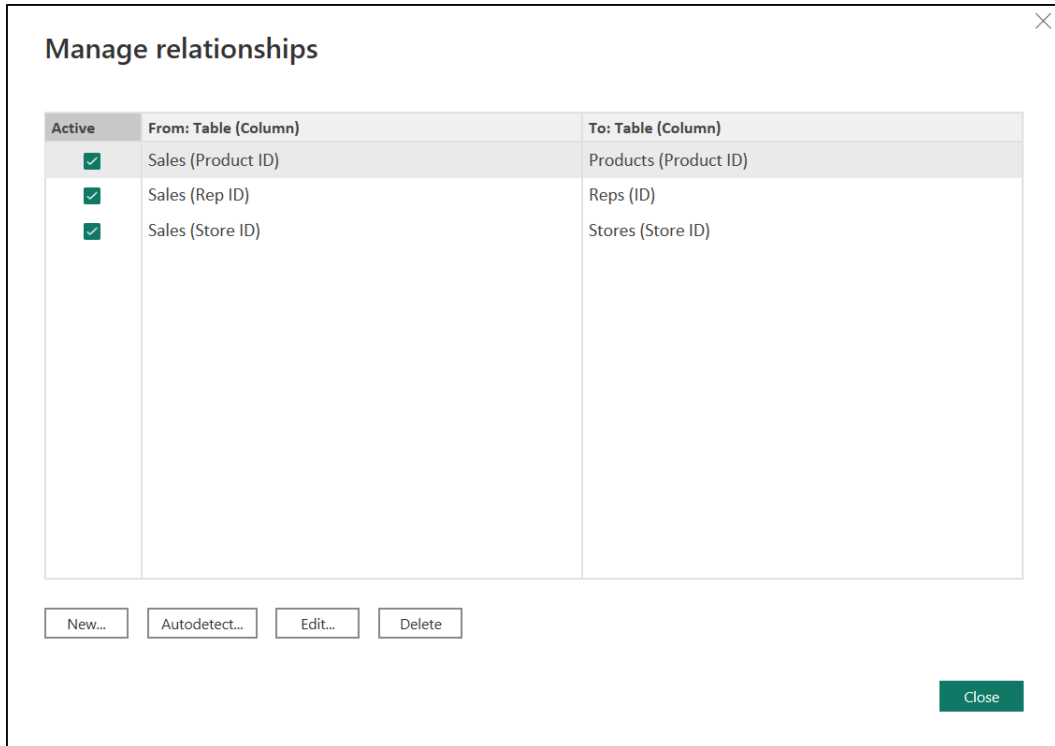 Manage relationships
Active From: Table (Column) To: Table (Column)
Sales (Product ID) Products (Product ID)
Sales (Rep ID) Reps (ID)
Sales (Store ID) Stores (Store ID)
New... Autodetect... Edit... Delete
Close